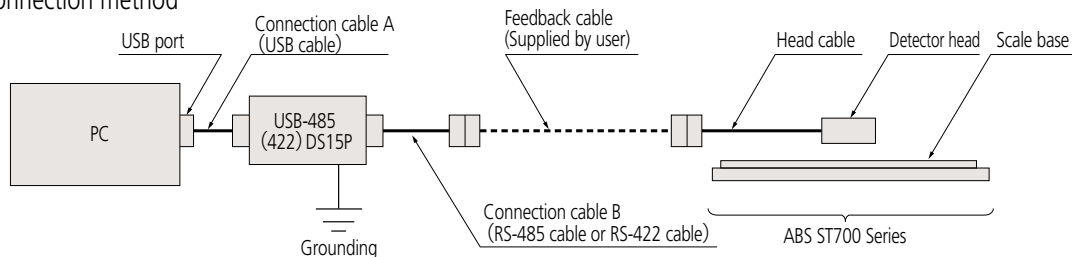 onnection method
USB port
Connection cable A
(USB cable)
Feedback cable
(Supplied by user)
Head cable
Detector head
Scale base
PC
USB-485
(422) DS15P
Grounding
Connection cable B
(RS-485 cable or RS-422 cable)
ABS ST700 Series